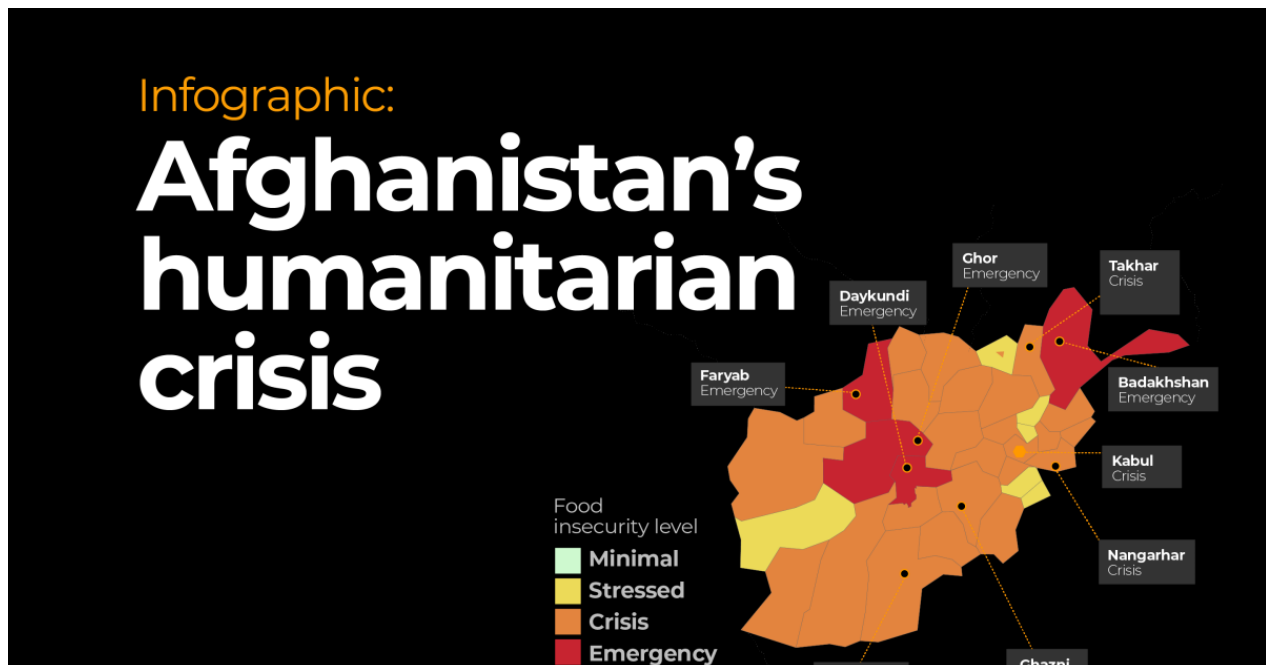 Infographic:
Afghanistan’s
humanitarian
crisis
Ghor
Emergency
Takhar
Crisis
Daykundi
Emergency
Faryab
Emergency
Badakhshan
Emergency
Kabul
Crisis
Nangarhar
Crisis
Ghazni
Food
insecurity level
Minimal
Stressed
Crisis
Emergency